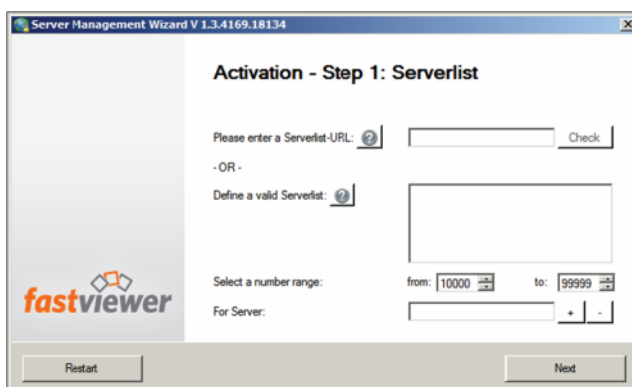 Server Management Wizard V 1.3.4169.18134
Activation - Step 1: Serverlist
Please enter a Serverlist-URL:
Check
- OR -
Define a valid Serverlist:
Select a number range: from: 10000 to: 99999
For Server: + -
fastviewer
Restart Next